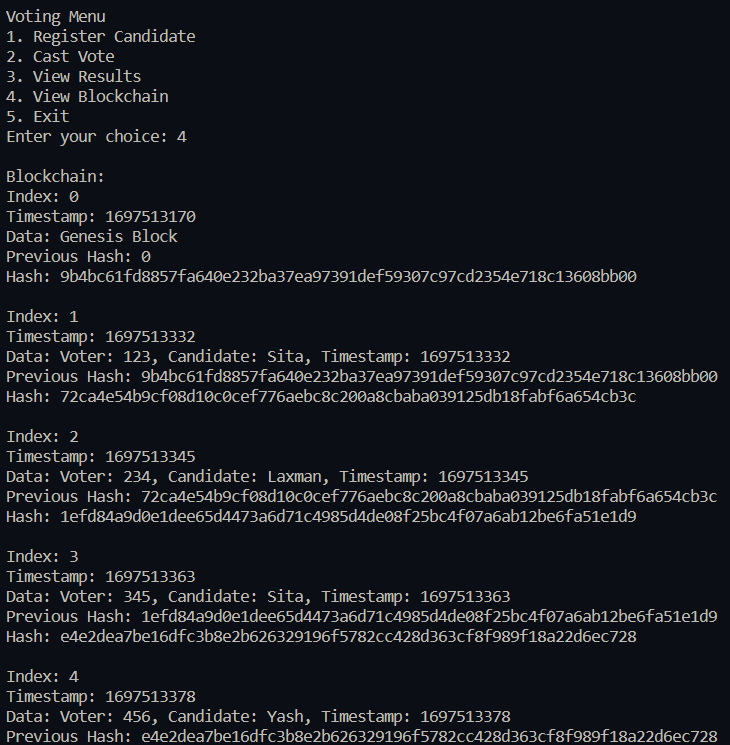 Voting Menu
1. Register Candidate
2. Cast Vote
3. View Results
4. View Blockchain
5. Exit
Enter your choice: 4
Blockchain:
Index: 0
Timestamp: 1697513170
Data: Genesis Block
Previous Hash: 0
Hash: 9b4bc61fd8857fa640e232ba37ea97391def59307c97cd2354e718c13608bb00
Index: 1
Timestamp: 1697513332
Data: Voter: 123, Candidate: Sita, Timestamp: 1697513332
Previous Hash: 9b4bc61fd8857fa640e232ba37ea97391def59307c97cd2354e718c13608bb00
Hash: 72ca4e54b9cf08d10c0cef776aebc8c200a8cbaba039125db18fabf6a654cb3c
Index: 2
Timestamp: 1697513345
Data: Voter: 234, Candidate: Laxman, Timestamp: 1697513345
Previous Hash: 72ca4e54b9cf08d10c0cef776aebc8c200a8cbaba039125db18fabf6a654cb3c
Hash: 1efd84a9d0e1dee65d4473a6d71c4985d4de08f25bc4f07a6ab12be6fa51e1d9
Index: 3
Timestamp: 1697513363
Data: Voter: 345, Candidate: Sita, Timestamp: 1697513363
Previous Hash: 1efd84a9d0e1dee65d4473a6d71c4985d4de08f25bc4f07a6ab12be6fa51e1d9
Hash: e4e2dea7be16dfc3b8e2b626329196f5782cc428d363cf8f989f18a22d6ec728
Index: 4
Timestamp: 1697513378
Data: Voter: 456, Candidate: Yash, Timestamp: 1697513378
Previous Hash: e4e2dea7be16dfc3b8e2b626329196f5782cc428d363cf8f989f18a22d6ec728